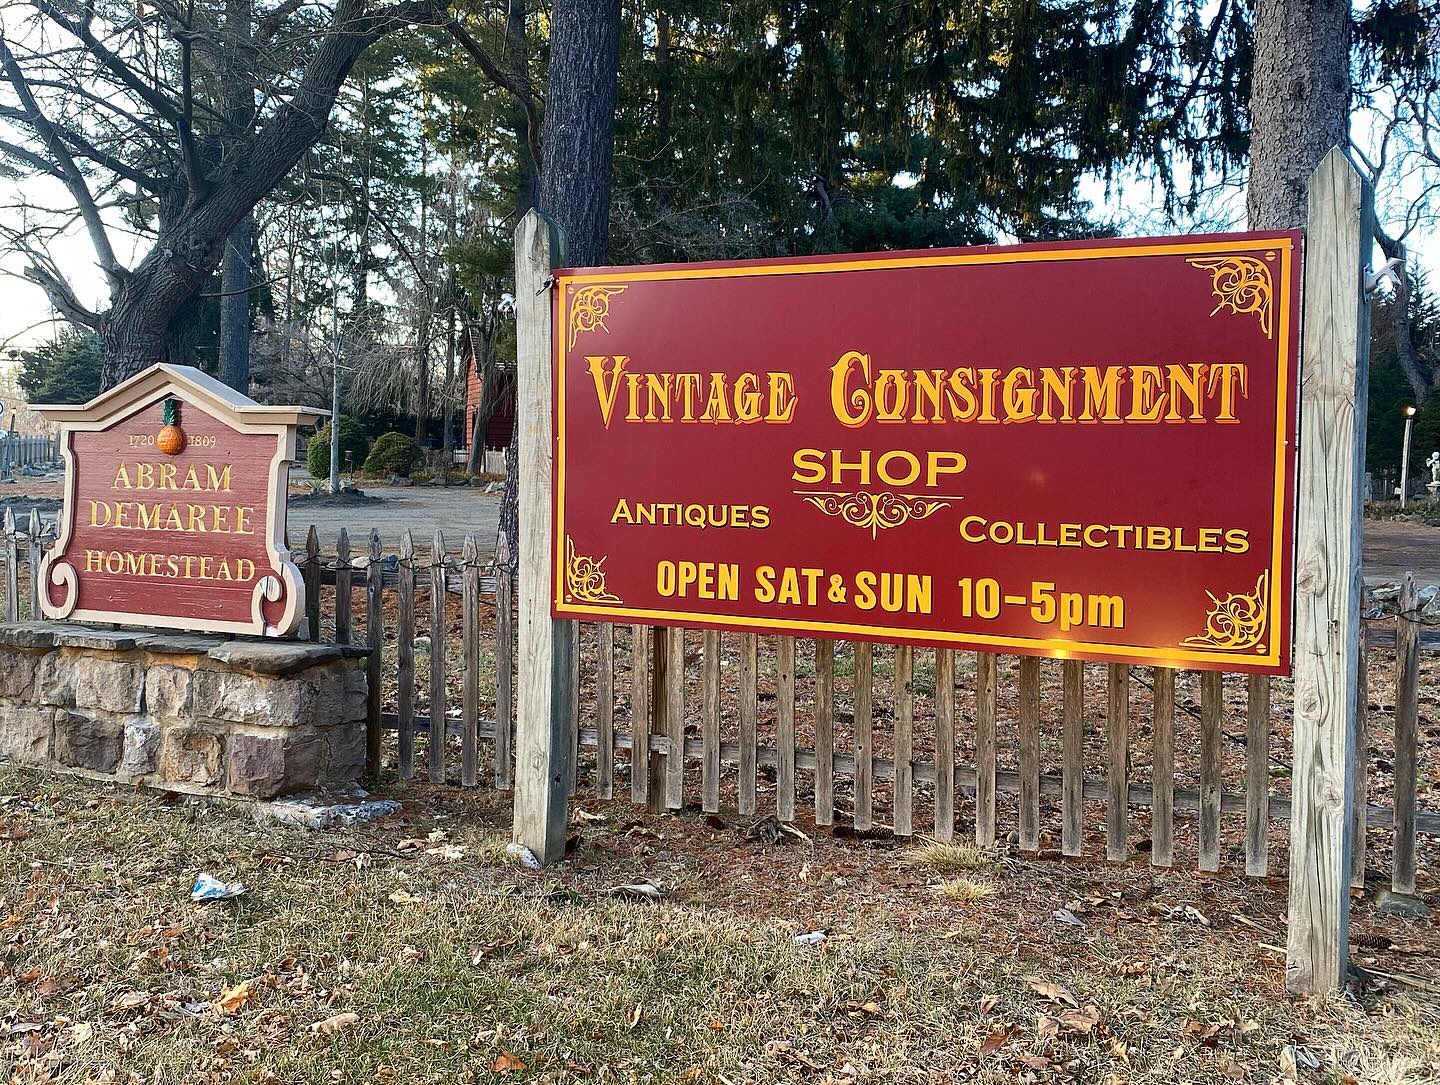 1720 1809
ABRAM
DEMAREE
HOMESTEAD
VINTAGE CONSIGNMENT
SHOP
ANTIQUES COLLECTIBLES
OPEN SAT & SUN 10-5pm